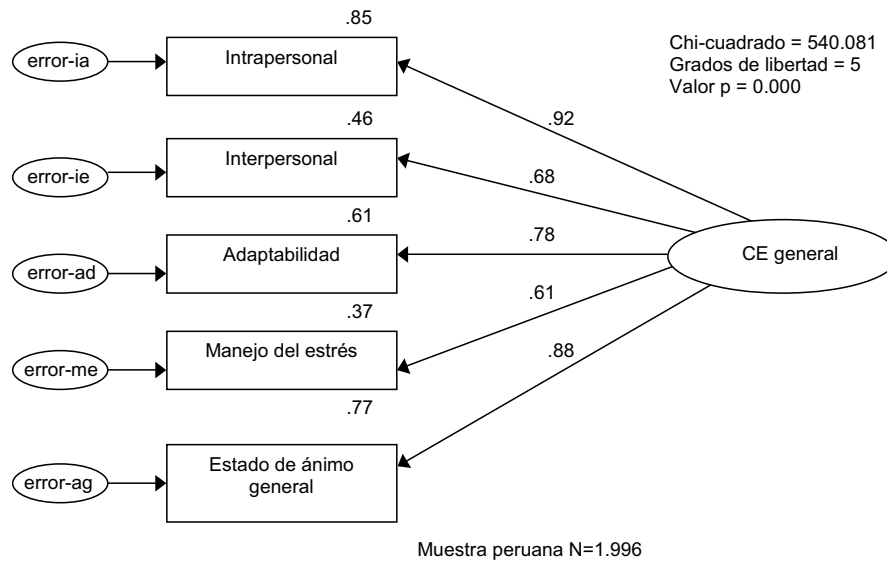 .85
error-ia
Intrapersonal
Chi-cuadrado = 540.081
Grados de libertad = 5
Valor p = 0.000
.92
.46
error-ie
Interpersonal
.68
.61
error-ad
Adaptabilidad
.78
CE general
.37
error-me
Manejo del estrés
.61
.77
.88
error-ag
Estado de ánimo
general
Muestra peruana N=1.996